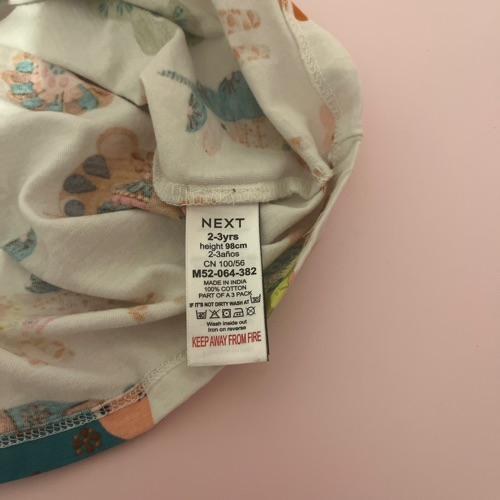 NEXT
2-3yrs
height 98cm
2-3años
CN 100/56
M52-064-382
MADE IN INDIA
100% COTTON
PART OF A 3 PACK
IF IT'S NOT DIRTY WASH AT
Wash inside out
Iron on reverse
KEEP AWAY FROM FIRE